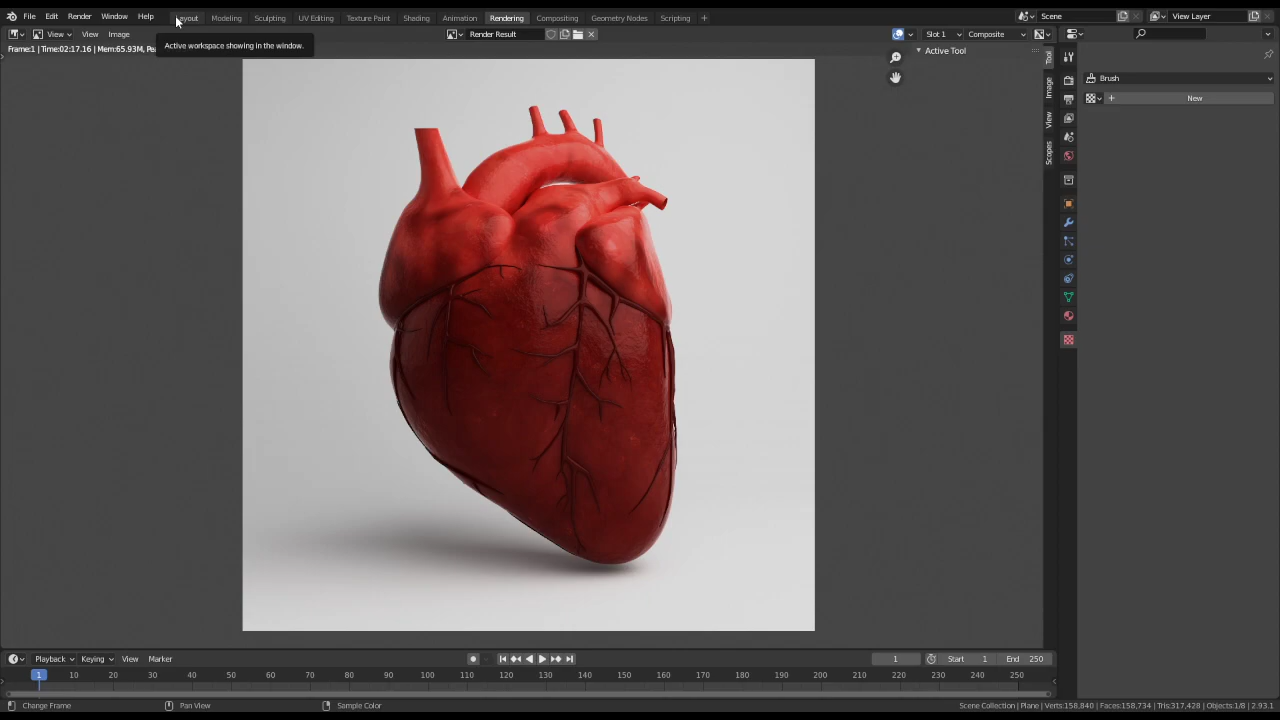 File Edit Render Window Help Layout Modeling Sculpting UV Editing Texture Paint Shading Animation Rendering Compositing Geometry Nodes Scripting + Scene View Layer
View View Image Render Result Slot 1 Composite
Frame:1 | Time:02:17.16 | Mem:65.93M,
Active workspace showing in the window.
Active Tool
Tool
Image
View
Scopes
Brush
+ New
Playback Keying View Marker 1 Start 1 End 250
1 10 20 30 40 50 60 70 80 90 100 110 120 130 140 150 160 170 180 190 200 210 220 230 240 250
Change Frame Pan View Sample Color Scene Collection | Plane | Verts:158,840 | Faces:158,734 | Tris:317,428 | Objects:1/8 | 2.93.1